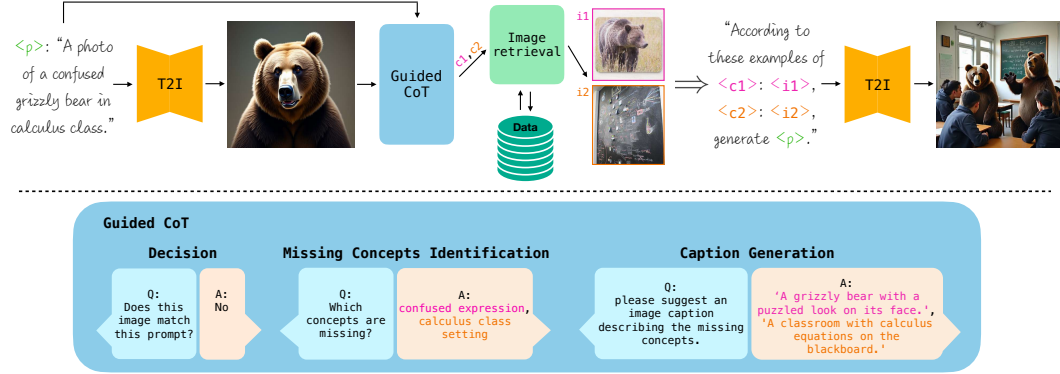 <p>: “A photo
of a confused
grizzly bear in
calculus class.”
T2I
Guided
CoT
c1,c2
Image
retrieval
Data
i1
i2
“According
to
these examples of
<c1>: <i1>,
<c2>: <i2>,
generate <p>.”
T2I
Guided CoT
Decision
Q:
Does this
image match
this prompt?
A:
No
Missing Concepts Identification
Q:
Which
concepts are
missing?
A:
confused expression,
calculus class
setting
Caption Generation
Q:
please suggest an
image caption
describing the missing
concepts.
A:
'A grizzly bear with a
puzzled look on its face.',
'A classroom with calculus
equations on the
blackboard.'